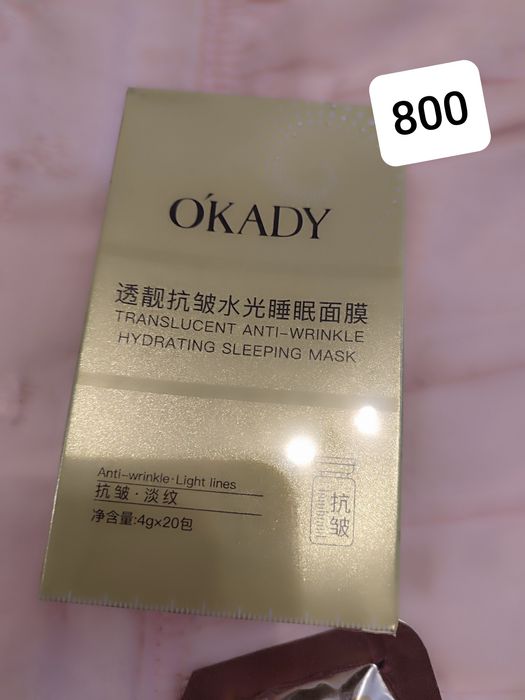 800
O'KADY
透靓抗皱水光睡眠面膜
TRANSLUCENT ANTI-WRINKLE
HYDRATING SLEEPING MASK
Anti-wrinkle·Light lines
抗皱·淡纹
净含量:4g×20包
抗皱